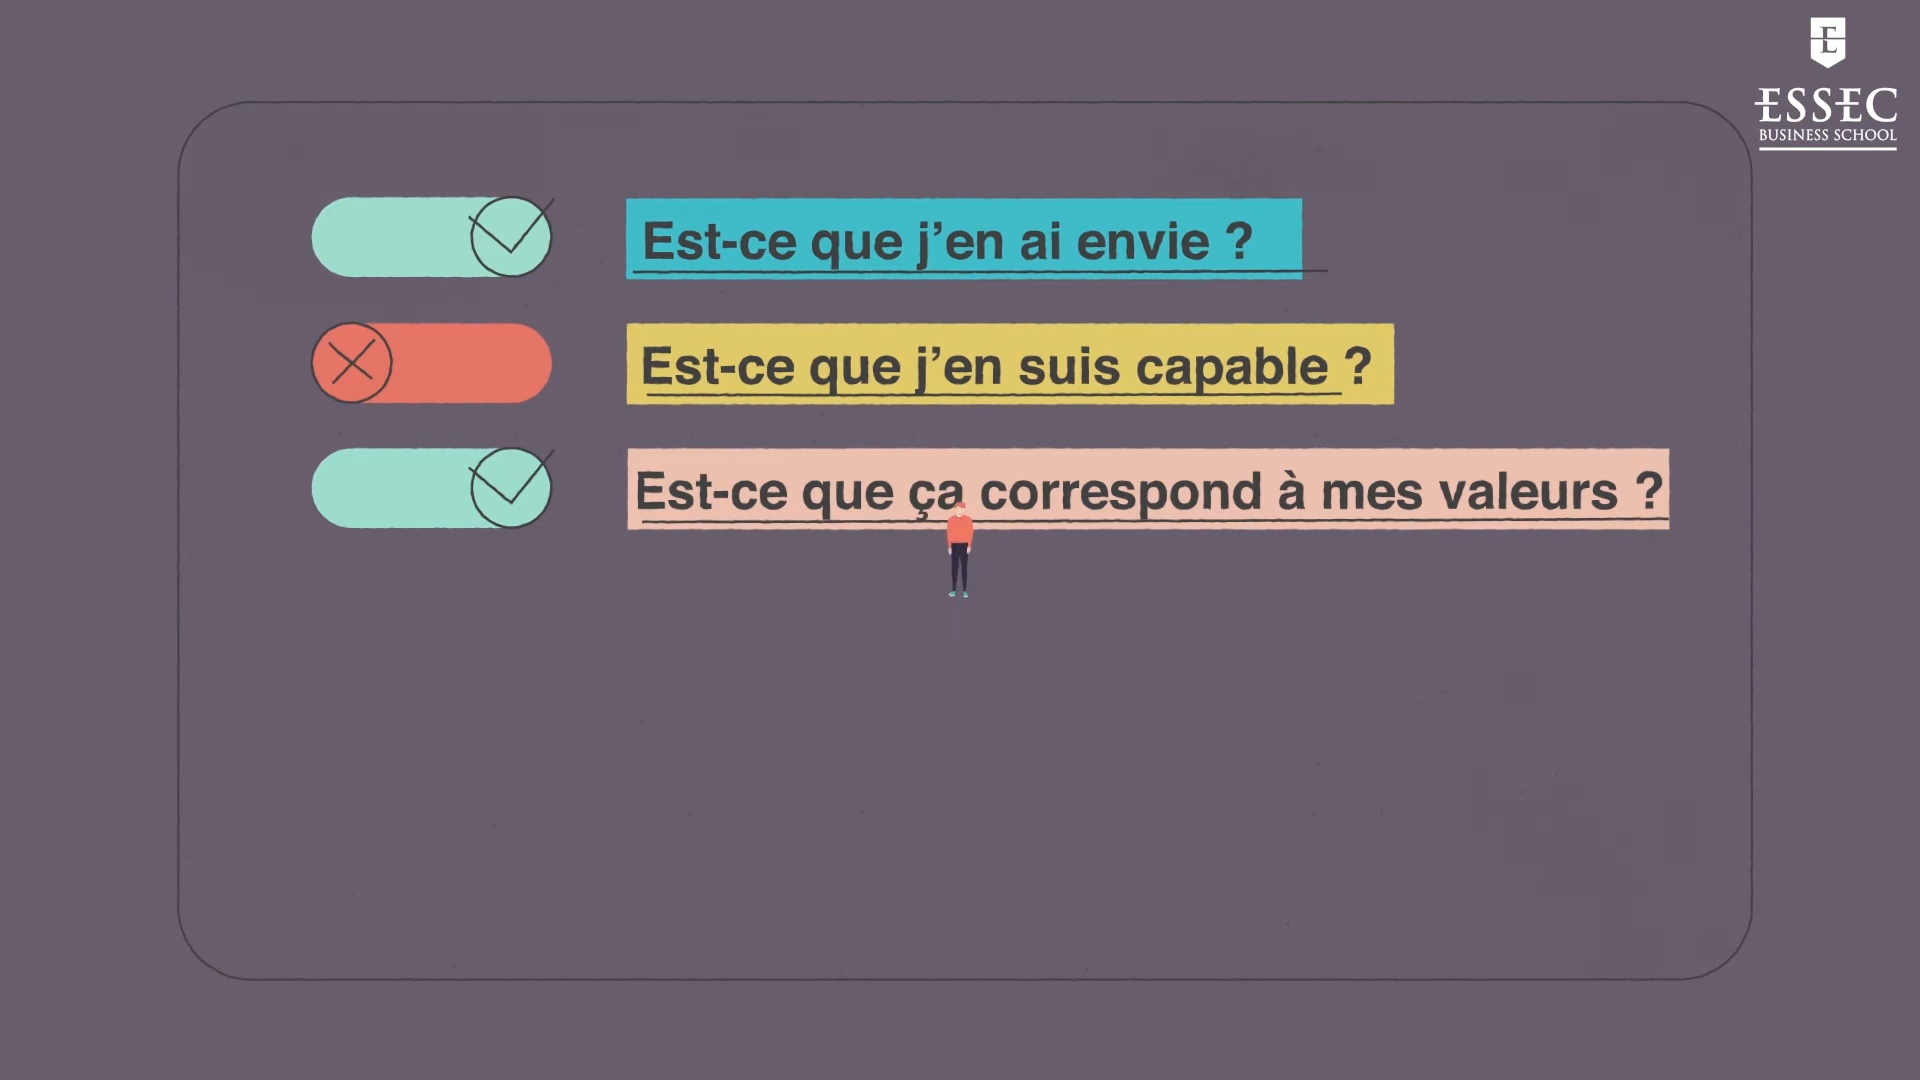 E
ESSEC
BUSINESS SCHOOL
Est-ce que j’en ai envie ?
Est-ce que j’en suis capable ?
Est-ce que ça correspond à mes valeurs ?